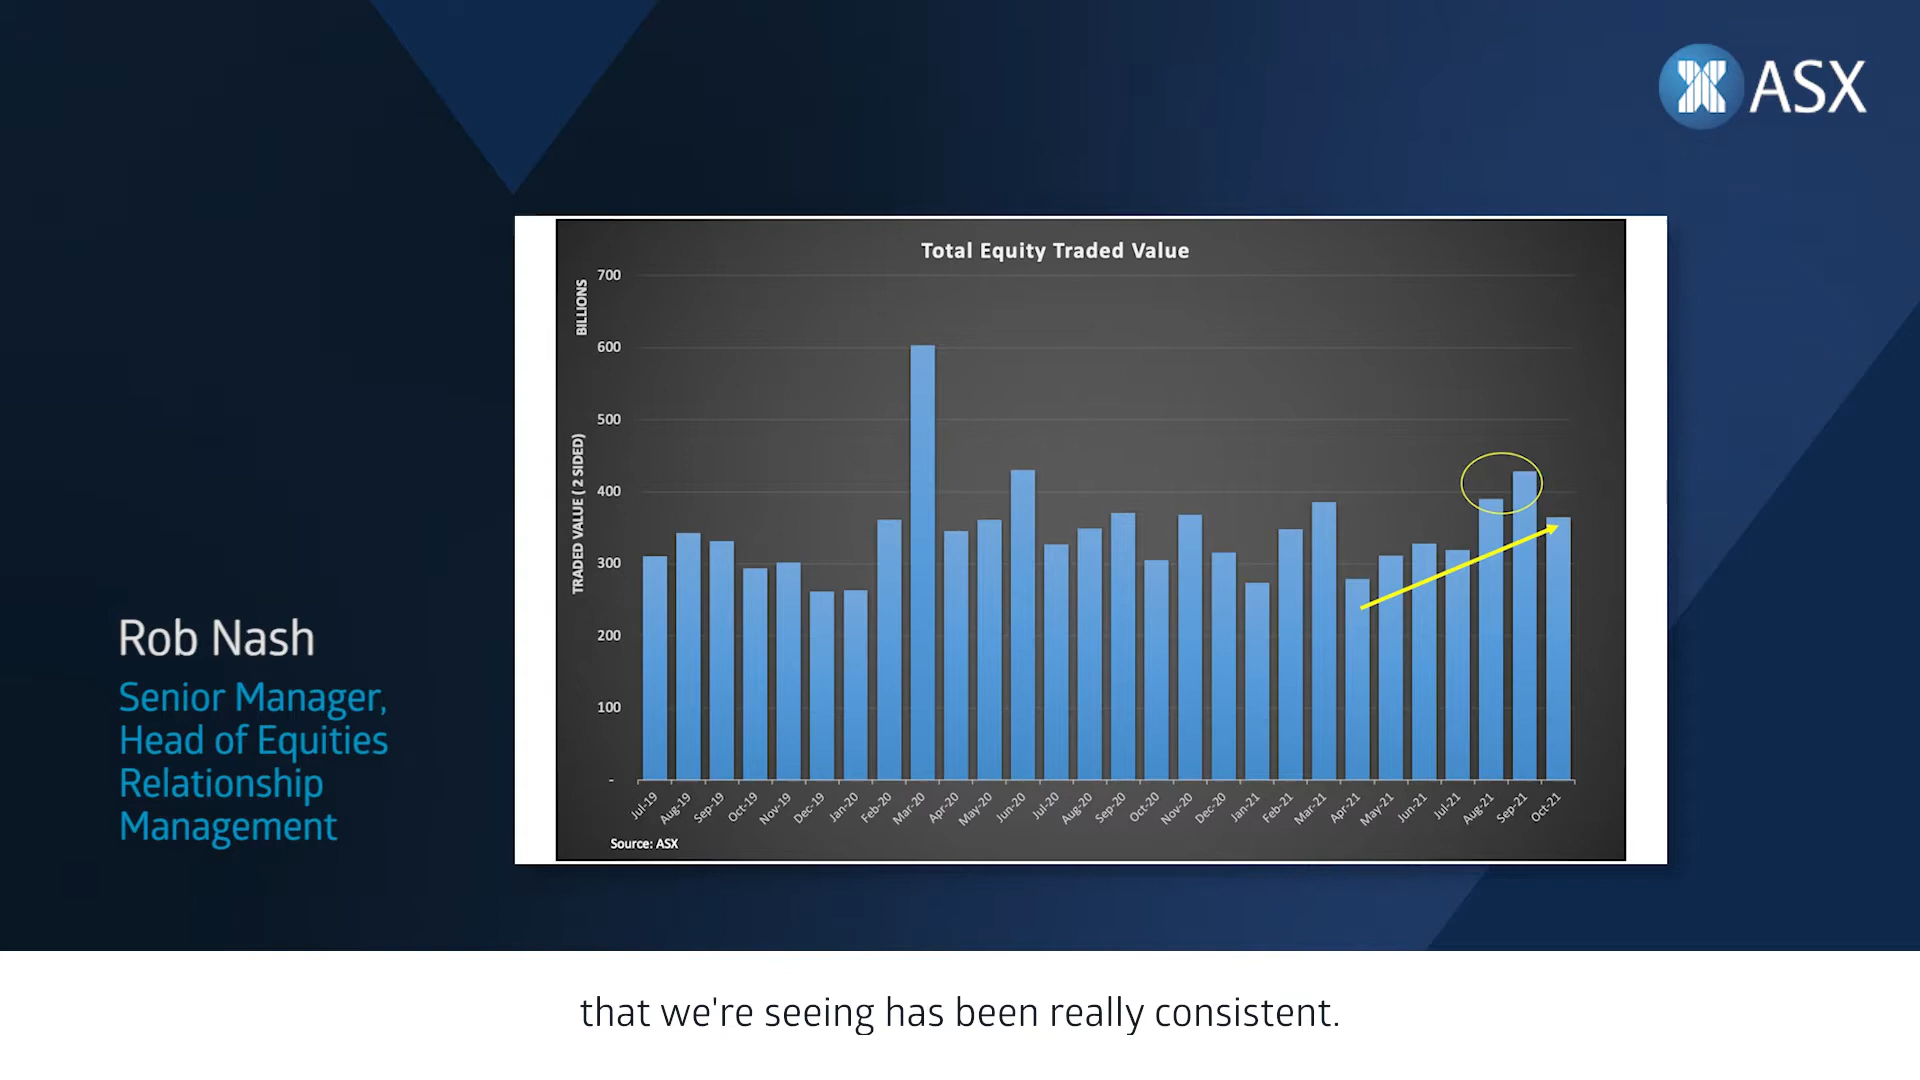 ASX
Total Equity Traded Value
BILLIONS
TRADED VALUE ( 2 SIDED)
700
600
500
400
300
200
100
-
Jul-19 Aug-19 Sep-19 Oct-19 Nov-19 Dec-19 Jan-20 Feb-20 Mar-20 Apr-20 May-20 Jun-20 Jul-20 Aug-20 Sep-20 Oct-20 Nov-20 Dec-20 Jan-21 Feb-21 Mar-21 Apr-21 May-21 Jun-21 Jul-21 Aug-21 Sep-21 Oct-21
Source: ASX
Rob Nash
Senior Manager,
Head of Equities
Relationship
Management
that we're seeing has been really consistent.